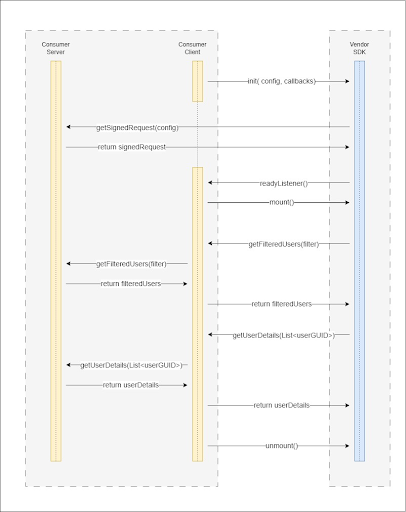 Consumer
Server
Consumer
Client
Vendor
SDK
init( config, callbacks)
getSignedRequest(config)
return signedRequest
readyListener()
mount()
getFilteredUsers(filter)
getFilteredUsers(filter)
return filteredUsers
return filteredUsers
getUserDetails(List<userGUID>)
getUserDetails(List<userGUID>)
return userDetails
return userDetails
unmount()